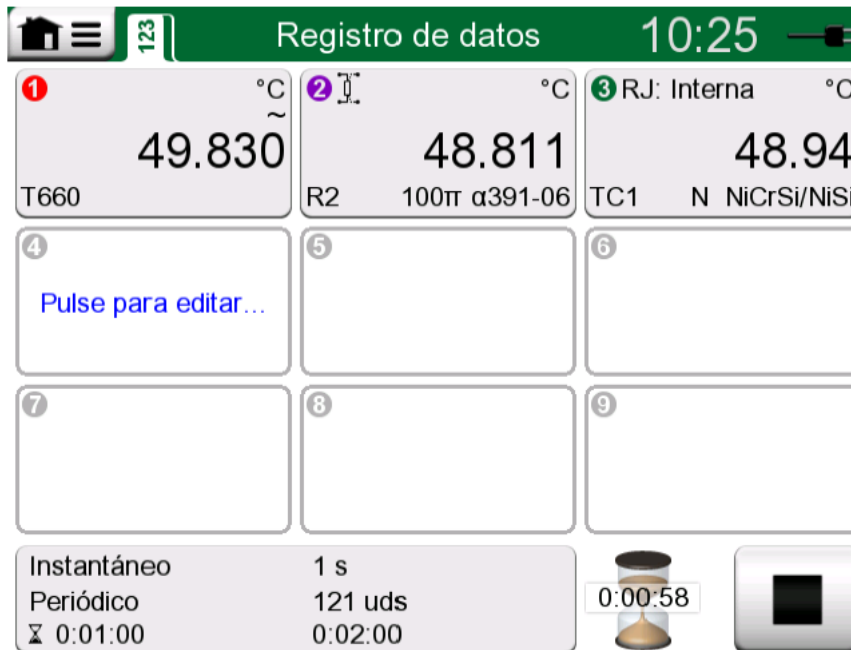 123 Registro de datos 10:25
1 °C
~
49.830
T660
2 °C
48.811
R2 100π α391-06
3 RJ: Interna °C
48.94
TC1 N NiCrSi/NiSi
4
Pulse para editar...
5
6
7
8
9
Instantáneo 1 s
Periódico 121 uds
0:01:00 0:02:00
0:00:58